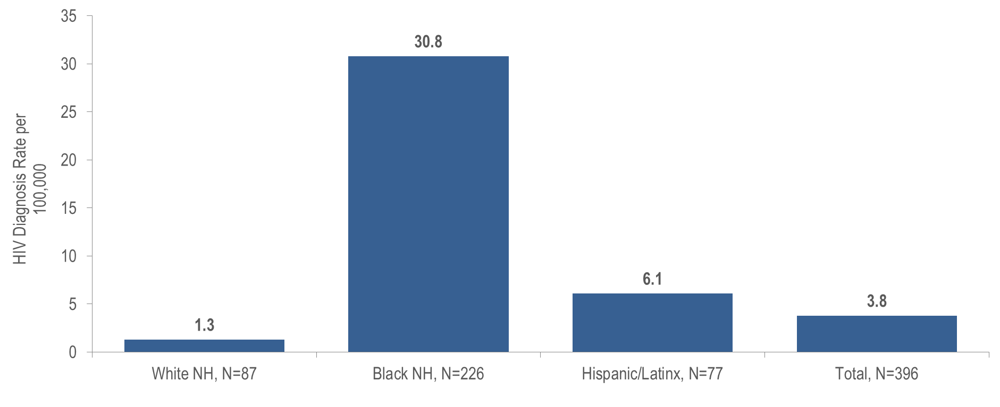 HIV Diagnosis Rate per
100,000
35
30
25
20
15
10
5
0
1.3
30.8
6.1
3.8
White NH, N=87
Black NH, N=226
Hispanic/Latinx, N=77
Total, N=396